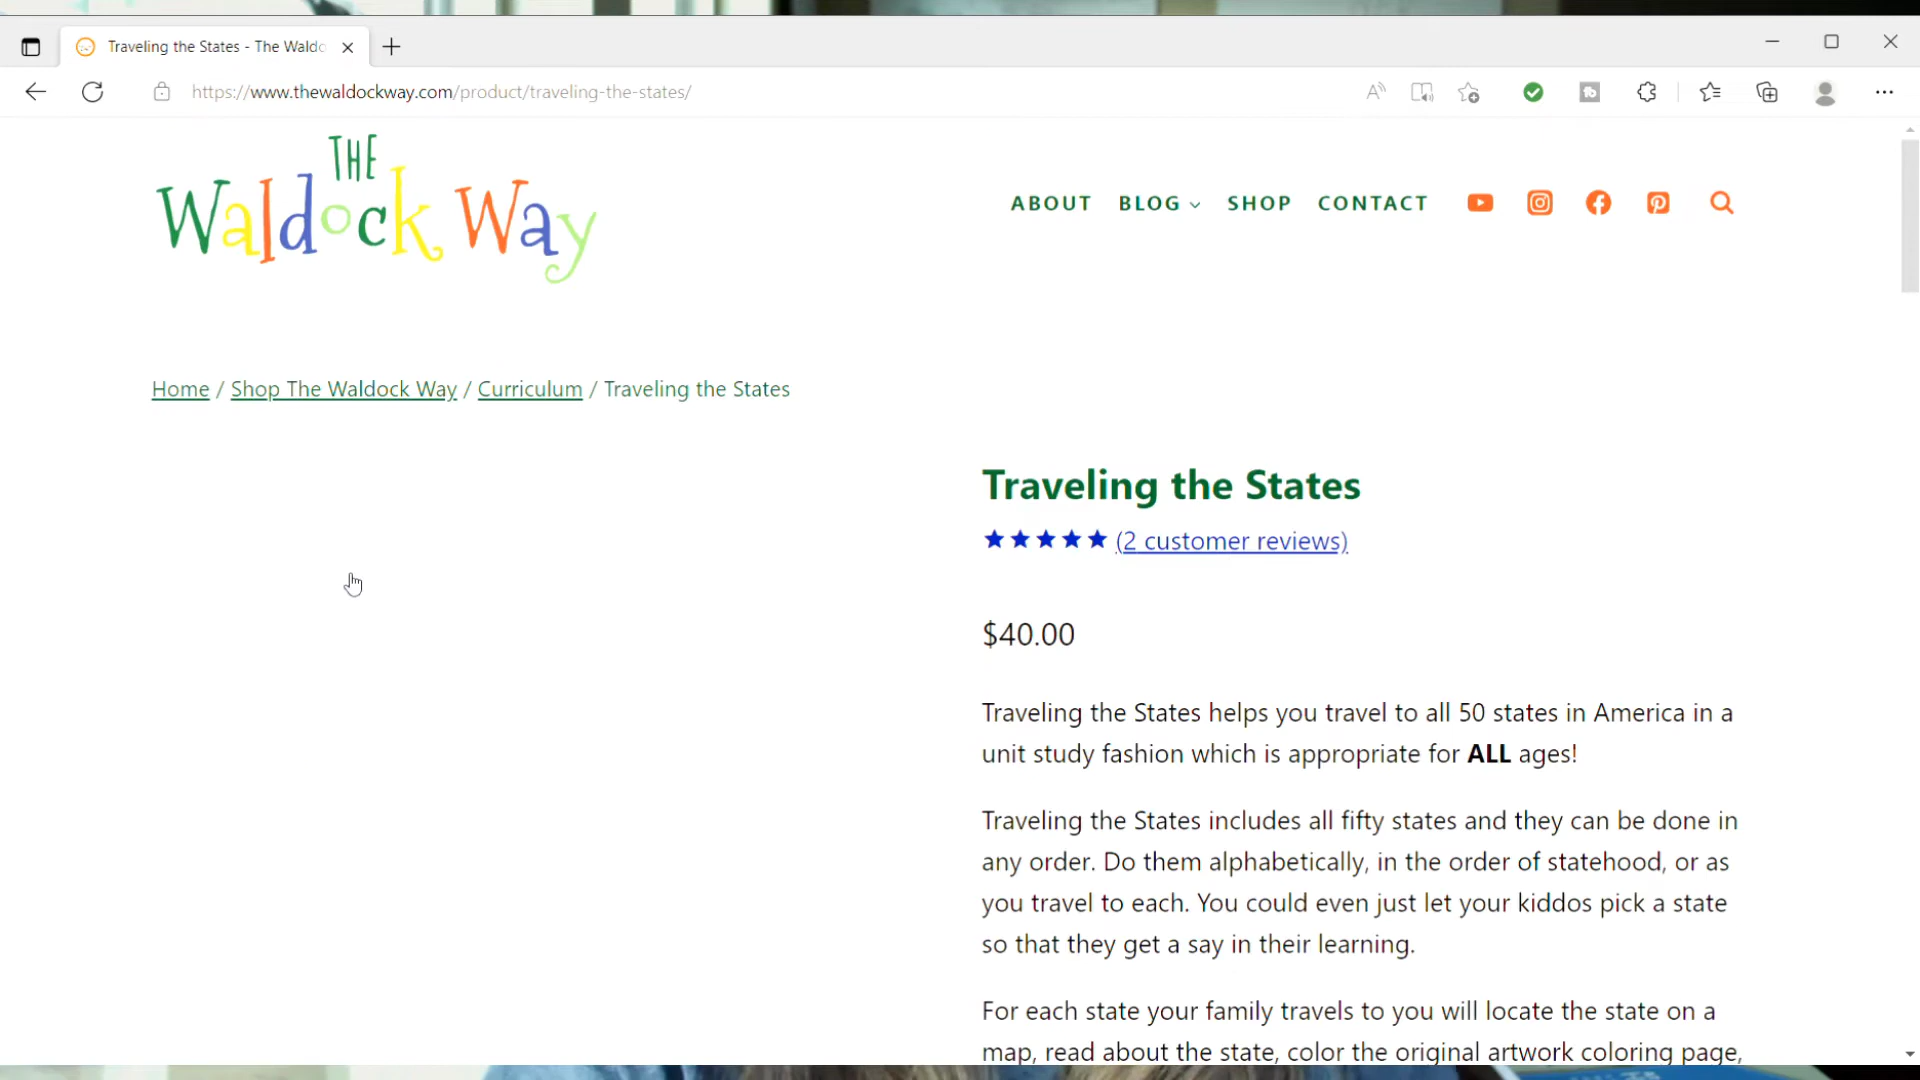 Traveling the States - The Waldo
https://www.thewaldockway.com/product/traveling-the-states/
THE
Waldock Way
ABOUT BLOG SHOP CONTACT
Home / Shop The Waldock Way / Curriculum / Traveling the States
Traveling the States
(2 customer reviews)
$40.00
Traveling the States helps you travel to all 50 states in America in a
unit study fashion which is appropriate for ALL ages!
Traveling the States includes all fifty states and they can be done in
any order. Do them alphabetically, in the order of statehood, or as
you travel to each. You could even just let your kiddos pick a state
so that they get a say in their learning.
For each state your family travels to you will locate the state on a
map, read about the state, color the original artwork coloring page,